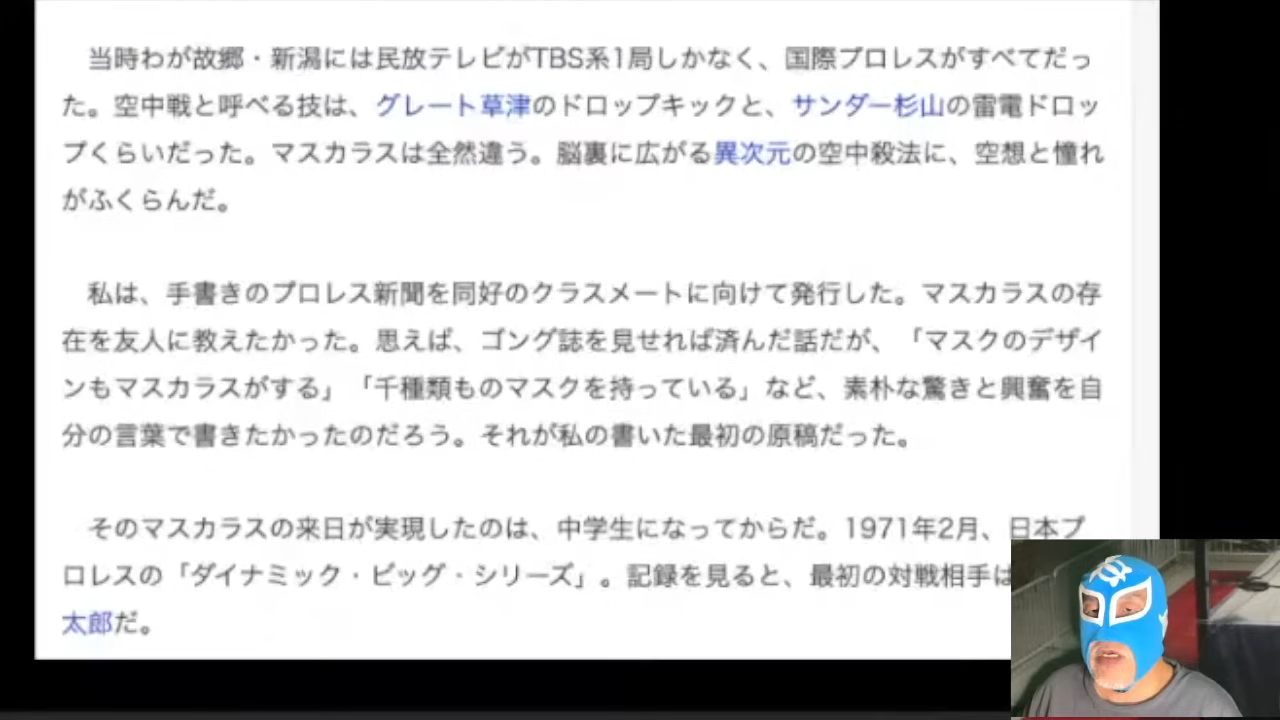 当時わが故郷・新潟には民放テレビがTBS系1局しかなく、国際プロレスがすべてだっ
た。空中戦と呼べる技は、グレート草津のドロップキックと、サンダー杉山の雷電ドロッ
プくらいだった。マスカラスは全然違う。脳裏に広がる異次元の空中殺法に、空想と憧れ
がふくらんだ。
私は、手書きのプロレス新聞を同好のクラスメートに向けて発行した。マスカラスの存
在を友人に教えたかった。思えば、ゴング誌を見せれば済んだ話だが、「マスクのデザイ
ンもマスカラスがする」「千種類ものマスクを持っている」など、素朴な驚きと興奮を自
分の言葉で書きたかったのだろう。それが私の書いた最初の原稿だった。
そのマスカラスの来日が実現したのは、中学生になってからだ。1971年2月、日本プ
ロレスの「ダイナミック・ビッグ・シリーズ」。記録を見ると、最初の対戦相手は
太郎だ。